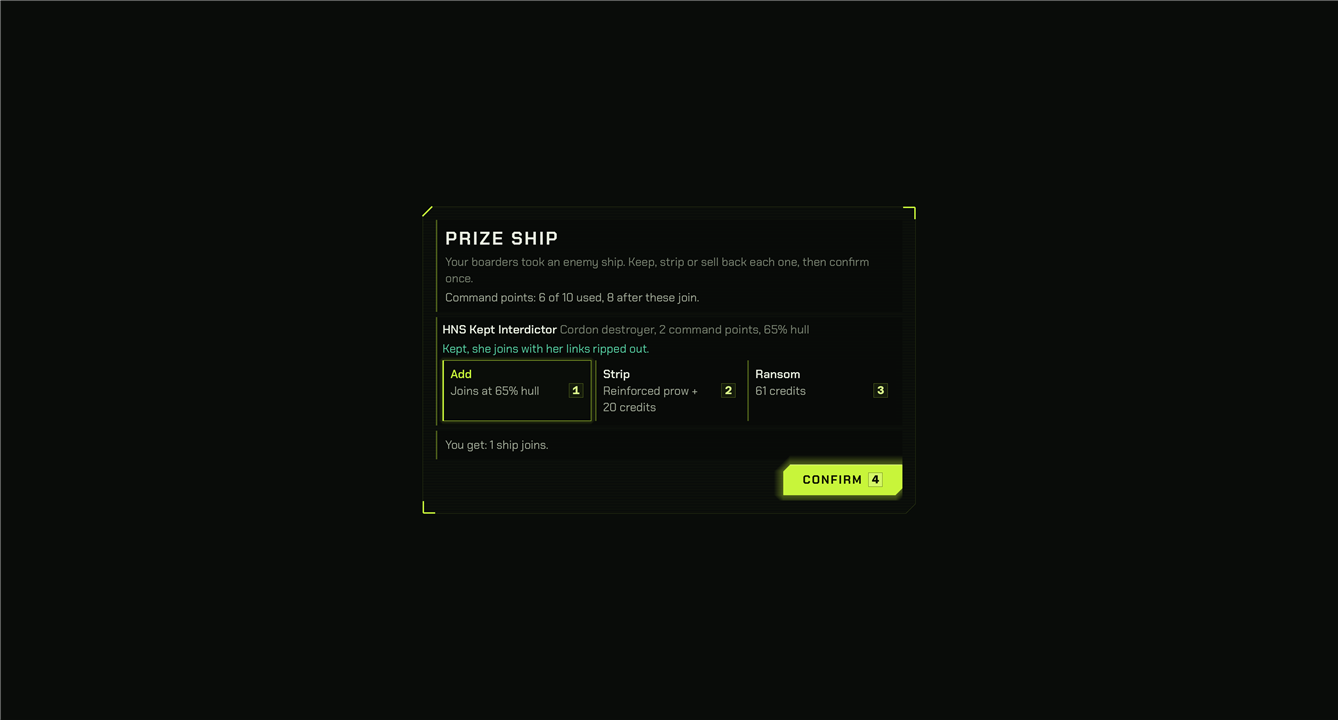 PRIZE SHIP
Your boarders took an enemy ship. Keep, strip or sell back each one, then confirm
once.
Command points: 6 of 10 used, 8 after these join.
HNS Kept Interdictor Cordon destroyer, 2 command points, 65% hull
Kept, she joins with her links ripped out.
Add
Joins at 65% hull 1
Strip
Reinforced prow + 2
20 credits
Ransom
61 credits 3
You get: 1 ship joins.
CONFIRM 4